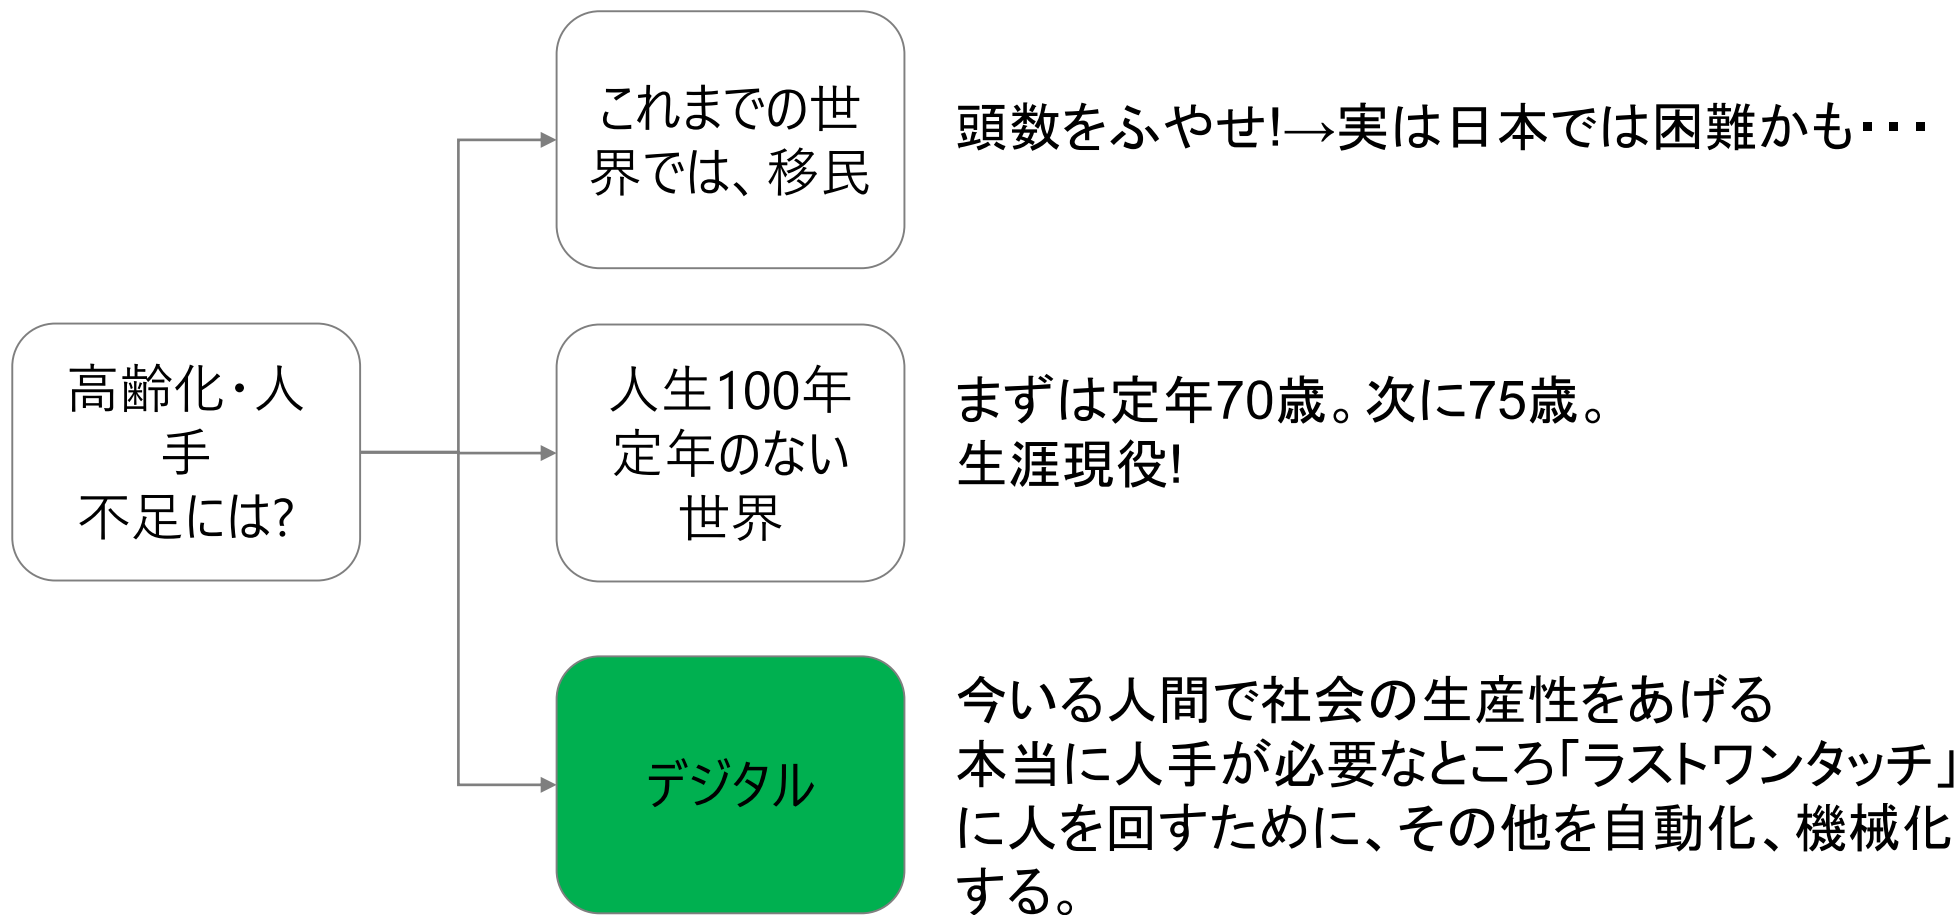 これまでの世
界では、移民
頭数をふやせ!→実は日本では困難かも・・・
高齢化・人
手
不足には?
人生100年
定年のない
世界
まずは定年70歳。次に75歳。
生涯現役!
デジタル
今いる人間で社会の生産性をあげる
本当に人手が必要なところ「ラストワンタッチ」
に人を回すために、その他を自動化、機械化
する。